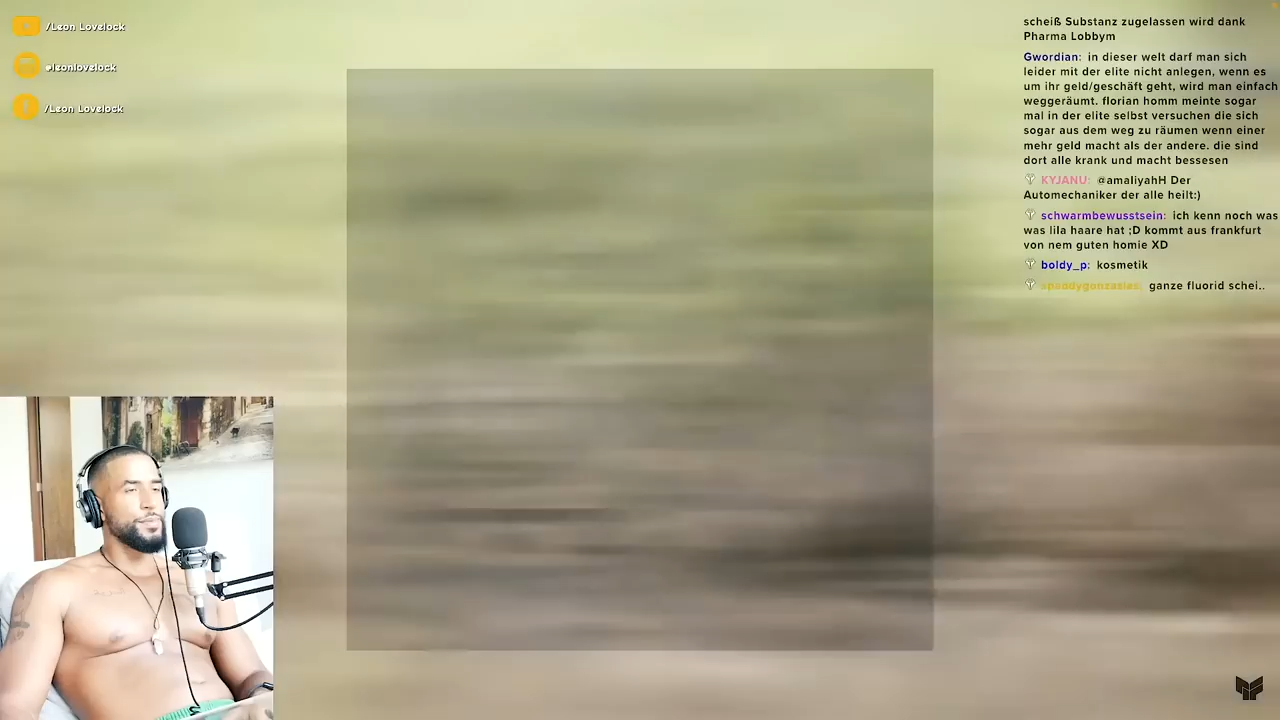 /Leon Lovelock
@leonlovelock
/Leon Lovelock
scheiß Substanz zugelassen wird dank
Pharma Lobbym
Gwordian: in dieser welt darf man sich
leider mit der elite nicht anlegen, wenn es
um ihr geld/geschäft geht, wird man einfach
weggeräumt. florian homm meinte sogar
mal in der elite selbst versuchen die sich
sogar aus dem weg zu räumen wenn einer
mehr geld macht als der andere. die sind
dort alle krank und macht bessesen
KYJANU: @amaliyahH Der
Automechaniker der alle heilt:)
schwarmbewusstsein: ich kenn noch was
was lila haare hat ;D kommt aus frankfurt
von nem guten homie XD
boldy_p: kosmetik
ganze fluorid schei..